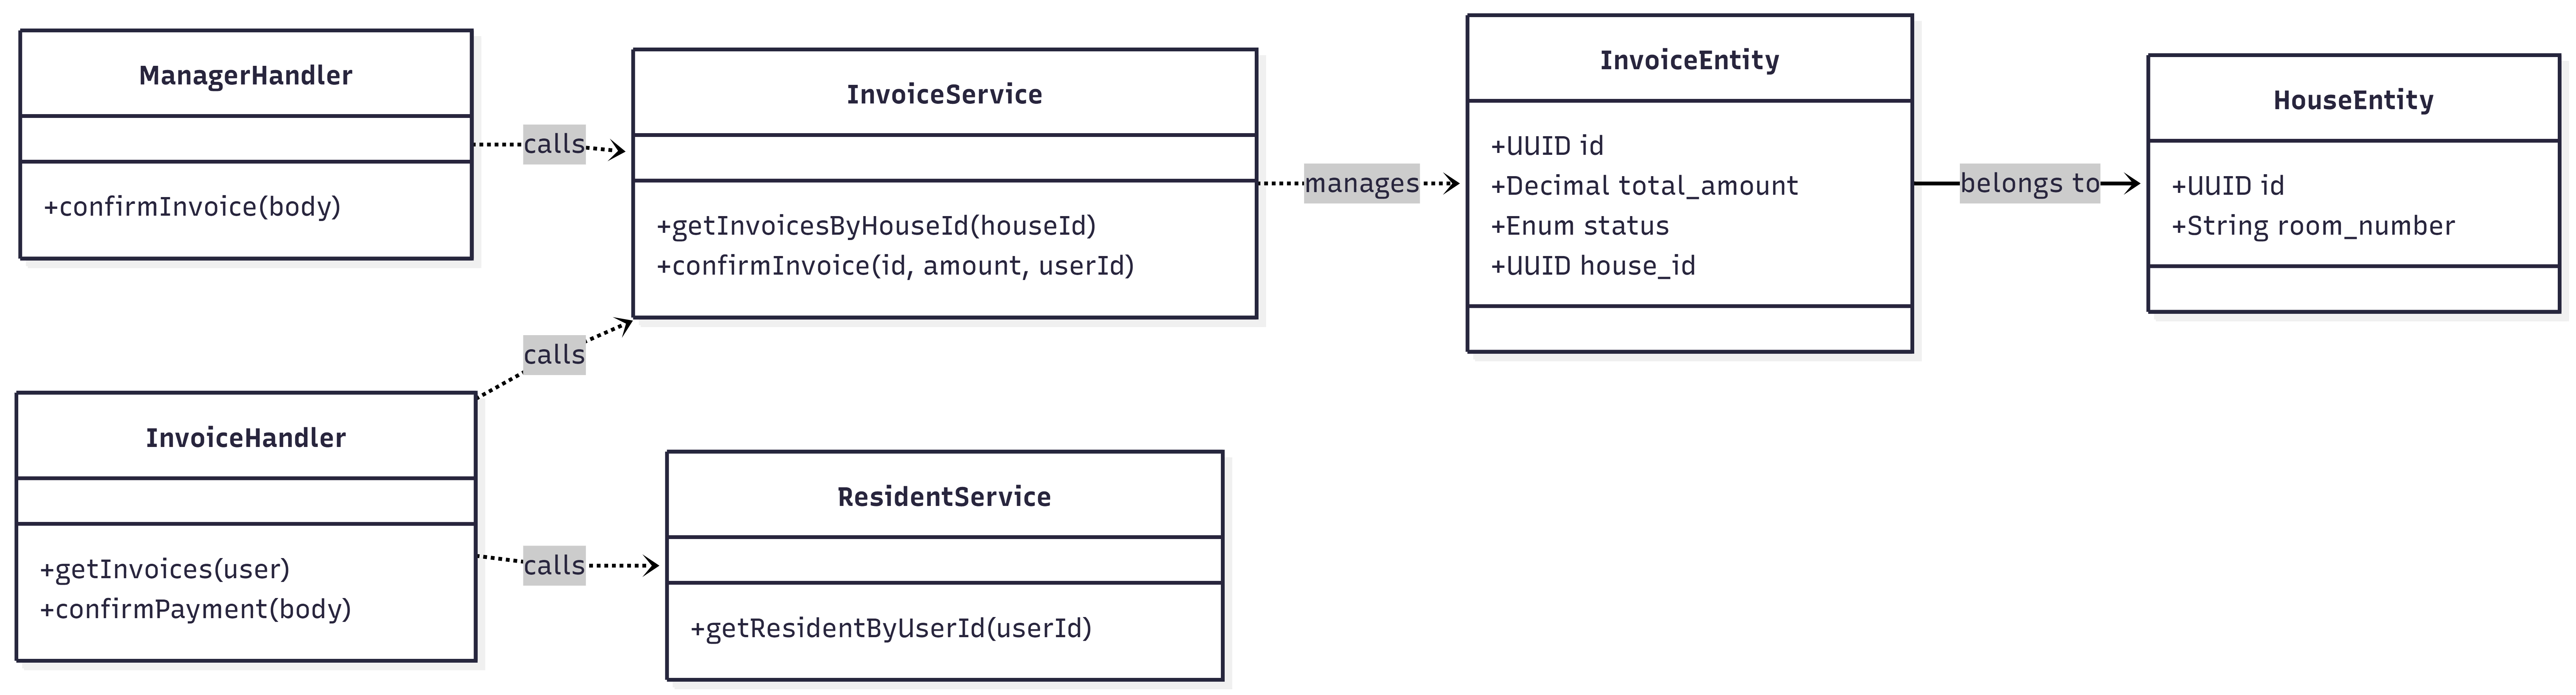 ManagerHandler
+confirmInvoice(body)
calls
InvoiceService
+getInvoicesByHouseId(houseId)
+confirmInvoice(id, amount, userId)
manages
InvoiceEntity
+UUID id
+Decimal total_amount
+Enum status
+UUID house_id
belongs to
HouseEntity
+UUID id
+String room_number
calls
InvoiceHandler
+getInvoices(user)
+confirmPayment(body)
calls
ResidentService
+getResidentByUserId(userId)